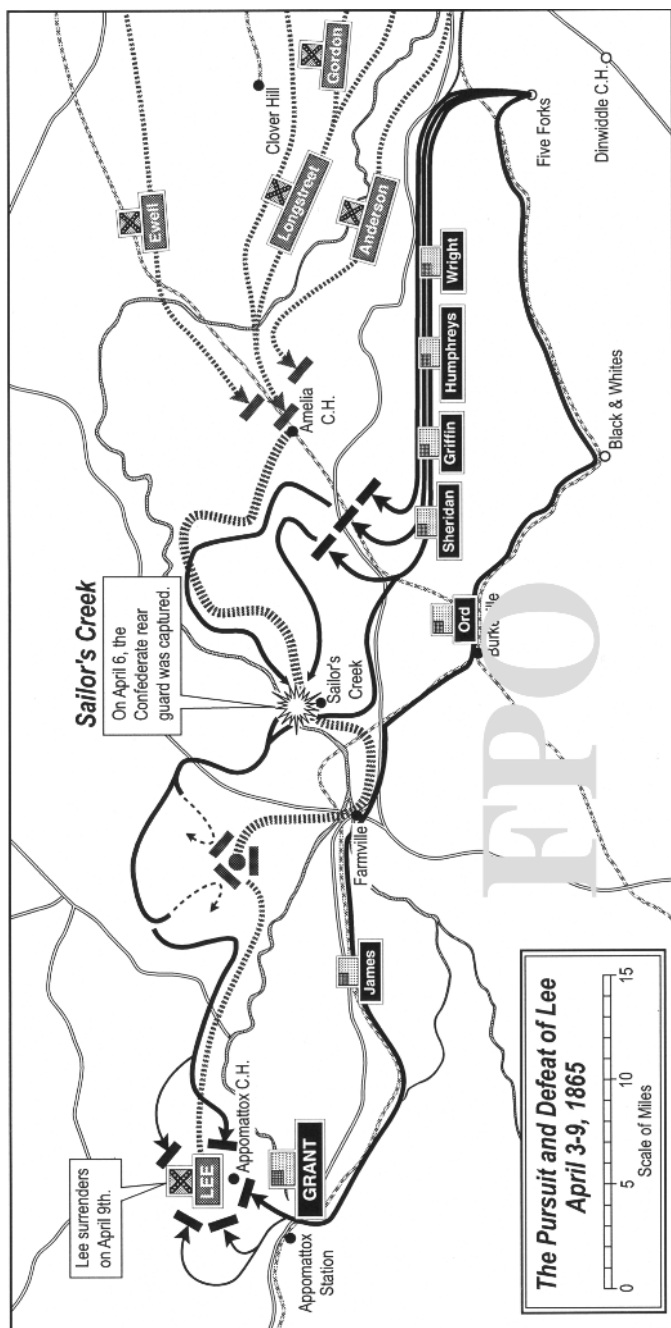 Lee surrenders
on April 9th.
LEE
Appomattox C.H.
GRANT
Appomattox
Station
Sailor's Creek
On April 6, the
Confederate rear
guard was captured.
Sailor's
Creek
Farmville
James
Ewell
Clover Hill
Longstreet
Gordon
Anderson
Amelia
C.H.
Sheridan
Griffin
Humphreys
Wright
Ord
Burkeville
Black & Whites
Five Forks
Dinwiddle C.H.
FPO
The Pursuit and Defeat of Lee
April 3-9, 1865
0 5 10 15
Scale of Miles